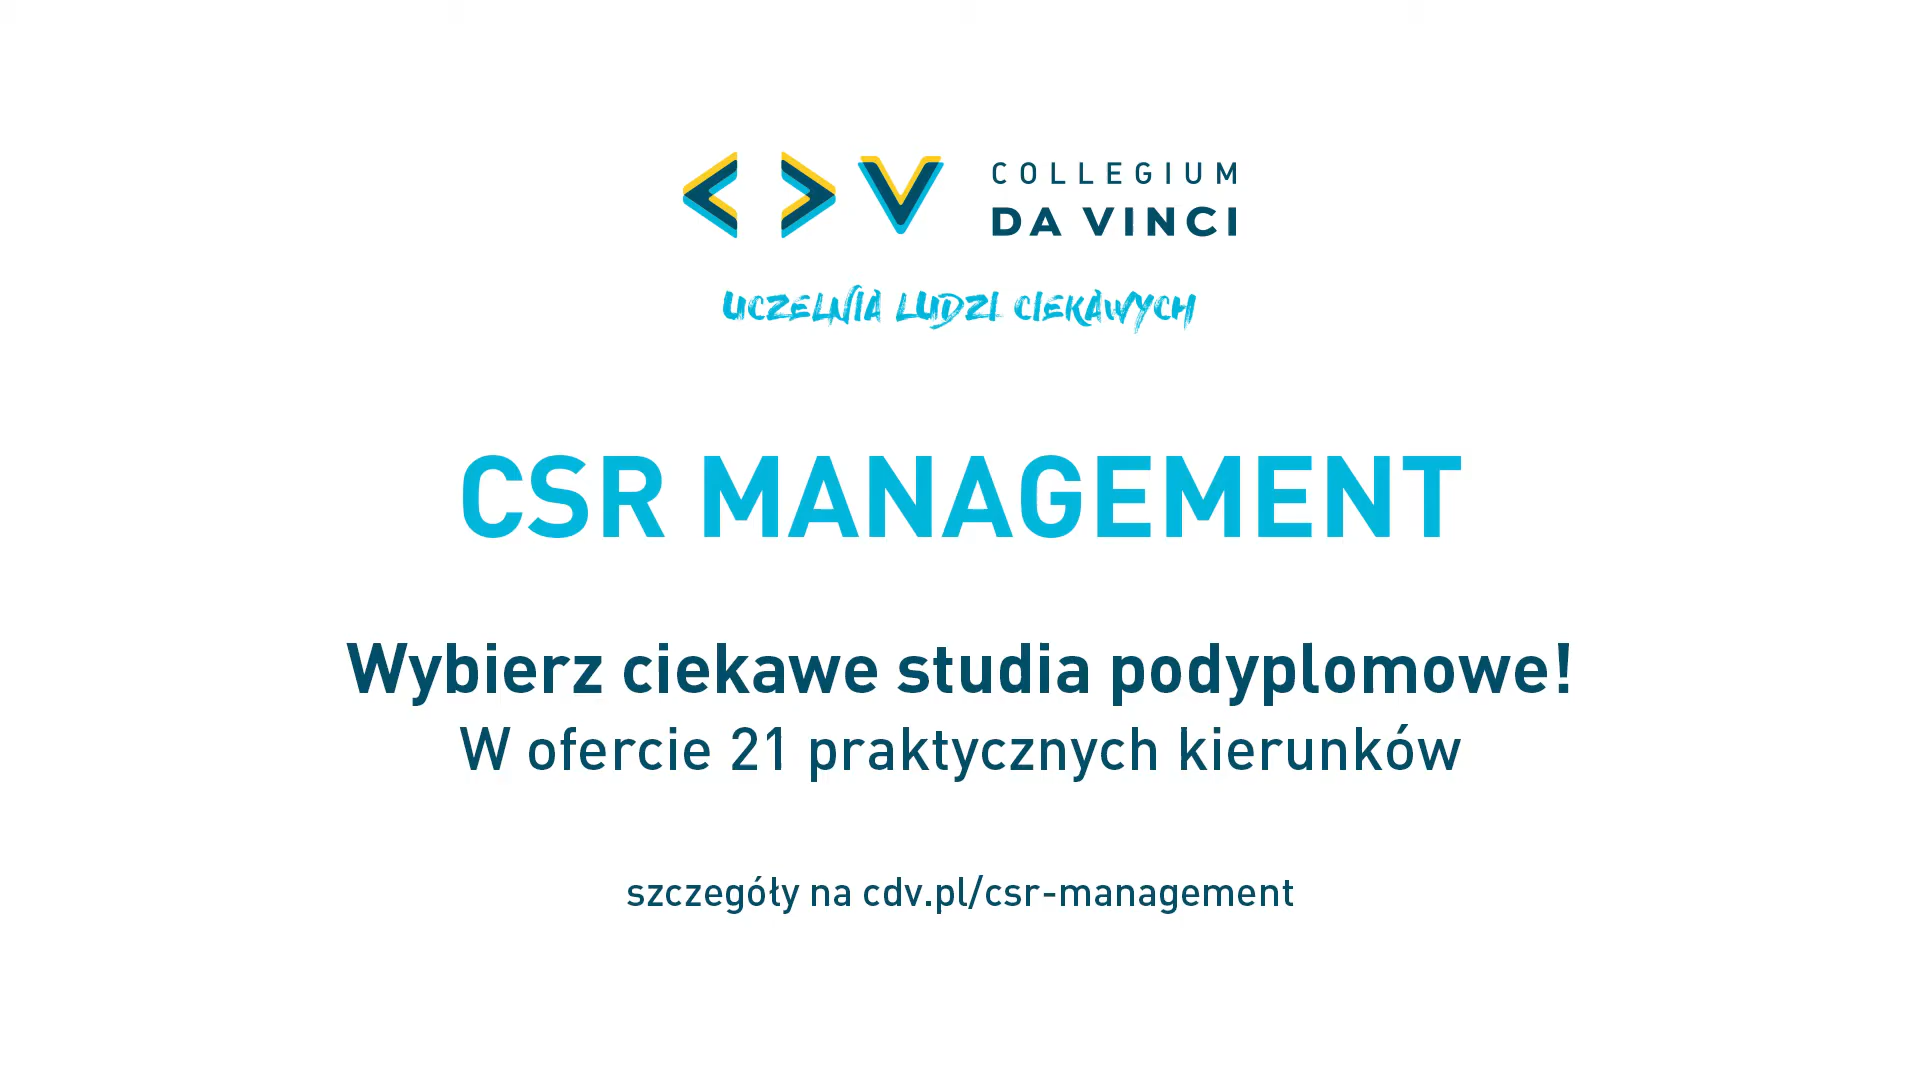 COLLEGIUM
DA VINCI
UCZELNIA LUDZI CIEKAWYCH
CSR MANAGEMENT
Wybierz ciekawe studia podyplomowe!
W ofercie 21 praktycznych kierunków
szczegóły na cdv.pl/csr-management